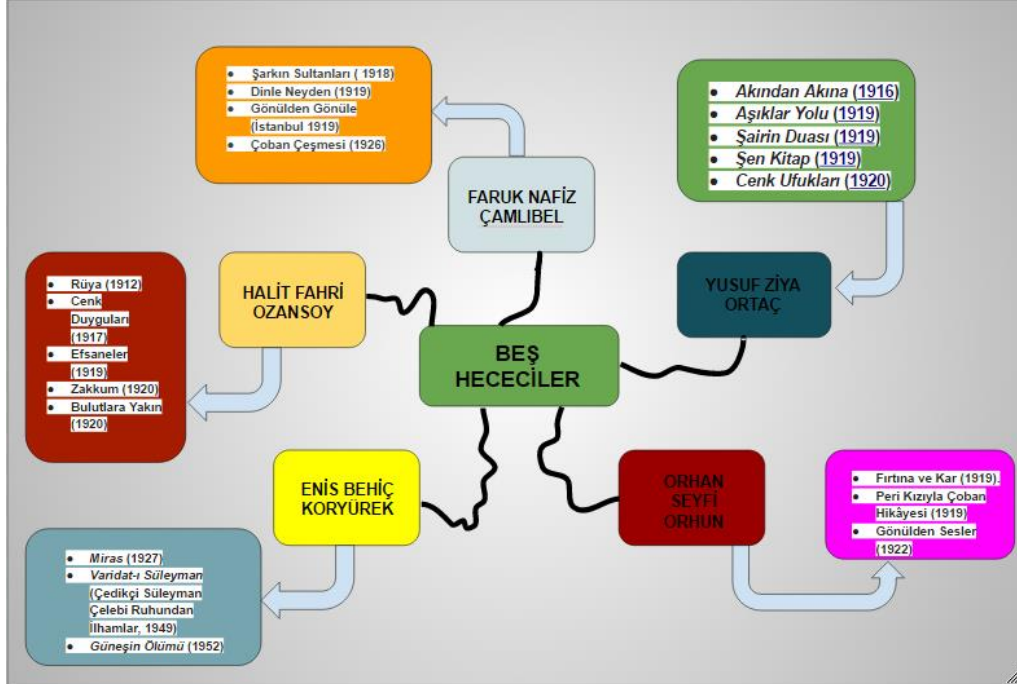 Şarkın Sultanları ( 1918)
Dinle Neyden (1919)
Gönülden Gönüle
(İstanbul 1919)
Çoban Çeşmesi (1926)
Akından Akına (1916)
Aşıklar Yolu (1919)
Şairin Duası (1919)
Şen Kitap (1919)
Cenk Ufukları (1920)
FARUK NAFİZ
ÇAMLIBEL
Rüya (1912)
Cenk
Duyguları
(1917)
Efsaneler
(1919)
Zakkum (1920)
Bulutlara Yakın
(1920)
HALİT FAHRİ
OZANSOY
YUSUF ZİYA
ORTAÇ
BEŞ
HECECİLER
ENİS BEHİÇ
KORYÜREK
ORHAN
SEYFİ
ORHUN
Fırtına ve Kar (1919).
Peri Kızıyla Çoban
Hikâyesi (1919)
Gönülden Sesler
(1922)
Miras (1927)
Varidat-ı Süleyman
(Çedikçi Süleyman
Çelebi Ruhundan
İlhamlar, 1949)
Güneşin Ölümü (1952)